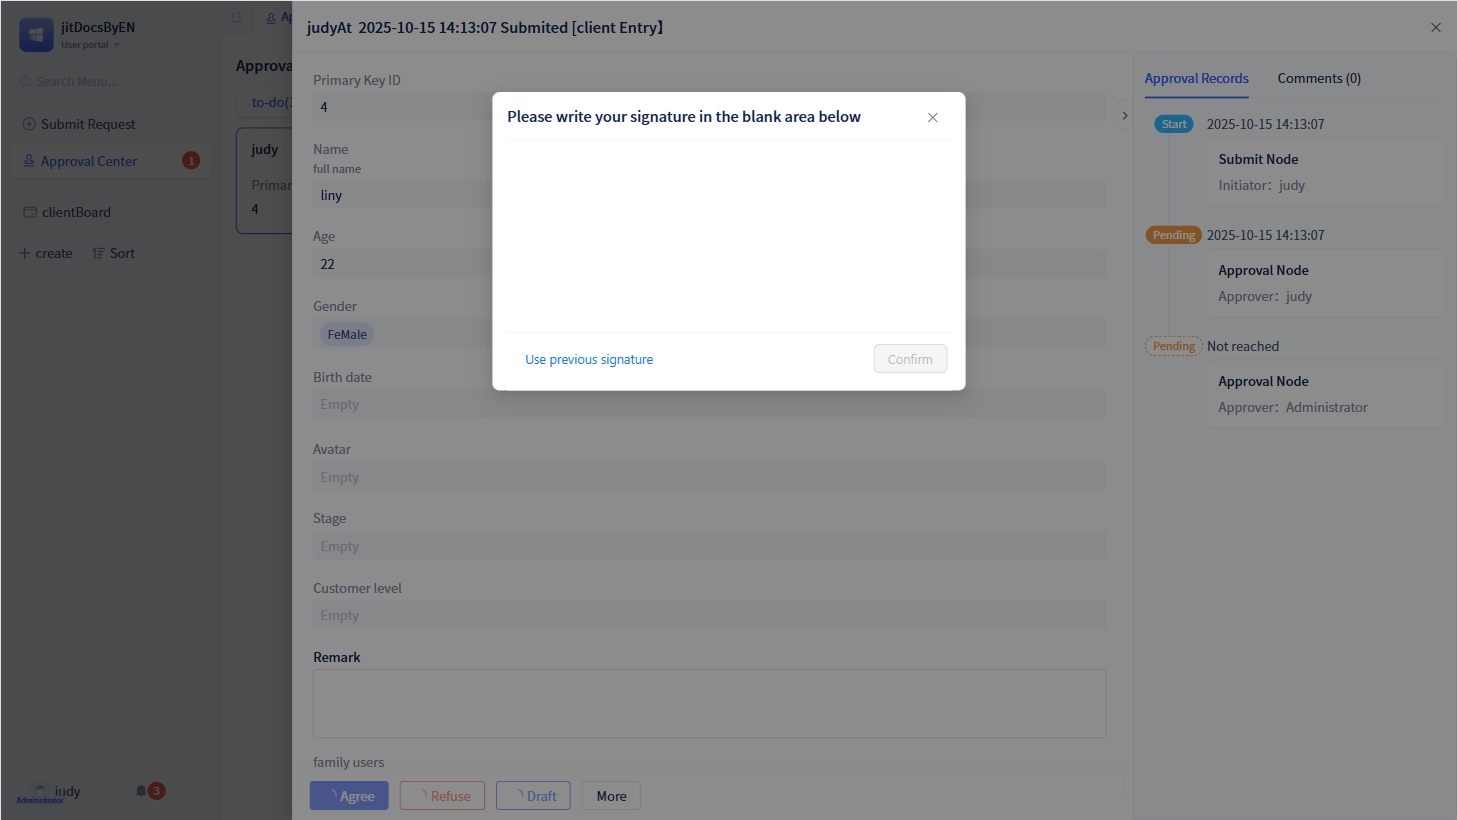 jitDocsByEN
User portal
Search Menu...
Submit Request
Approval Center
1
clientBoard
create
Sort
judy
Administrator
3
to-do(
judy
4
judyAt 2025-10-15 14:13:07 Submited [client Entry】
Primary Key ID
4
Name
full name
liny
Age
22
Gender
FeMale
Birth date
Empty
Avatar
Empty
Stage
Empty
Customer level
Empty
Remark
family users
Agree
Refuse
Draft
More
Please write your signature in the blank area below
Use previous signature
Confirm
Approval Records
Comments (0)
Start
2025-10-15 14:13:07
Submit Node
Initiator：judy
Pending
2025-10-15 14:13:07
Approval Node
Approver：judy
Pending
Not reached
Approval Node
Approver：Administrator